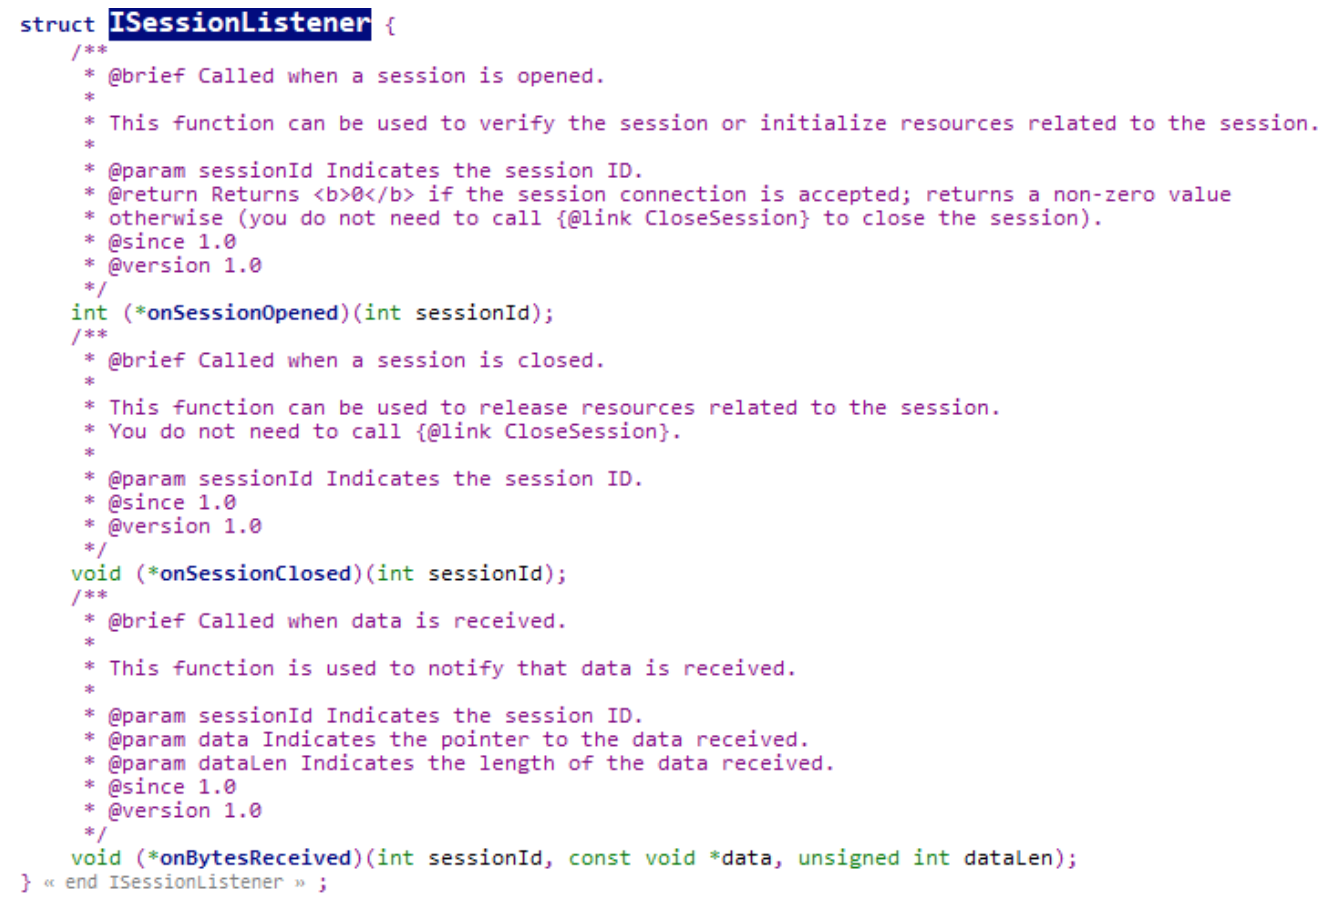 struct ISessionListener {
    /**
     * @brief Called when a session is opened.
     *
     * This function can be used to verify the session or initialize resources related to the session.
     *
     * @param sessionId Indicates the session ID.
     * @return Returns <b>0</b> if the session connection is accepted; returns a non-zero value
     * otherwise (you do not need to call {@link CloseSession} to close the session).
     * @since 1.0
     * @version 1.0
     */
    int (*onSessionOpened)(int sessionId);
    /**
     * @brief Called when a session is closed.
     *
     * This function can be used to release resources related to the session.
     * You do not need to call {@link CloseSession}.
     *
     * @param sessionId Indicates the session ID.
     * @since 1.0
     * @version 1.0
     */
    void (*onSessionClosed)(int sessionId);
    /**
     * @brief Called when data is received.
     *
     * This function is used to notify that data is received.
     *
     * @param sessionId Indicates the session ID.
     * @param data Indicates the pointer to the data received.
     * @param dataLen Indicates the length of the data received.
     * @since 1.0
     * @version 1.0
     */
    void (*onBytesReceived)(int sessionId, const void *data, unsigned int dataLen);
} « end ISessionListener » ;